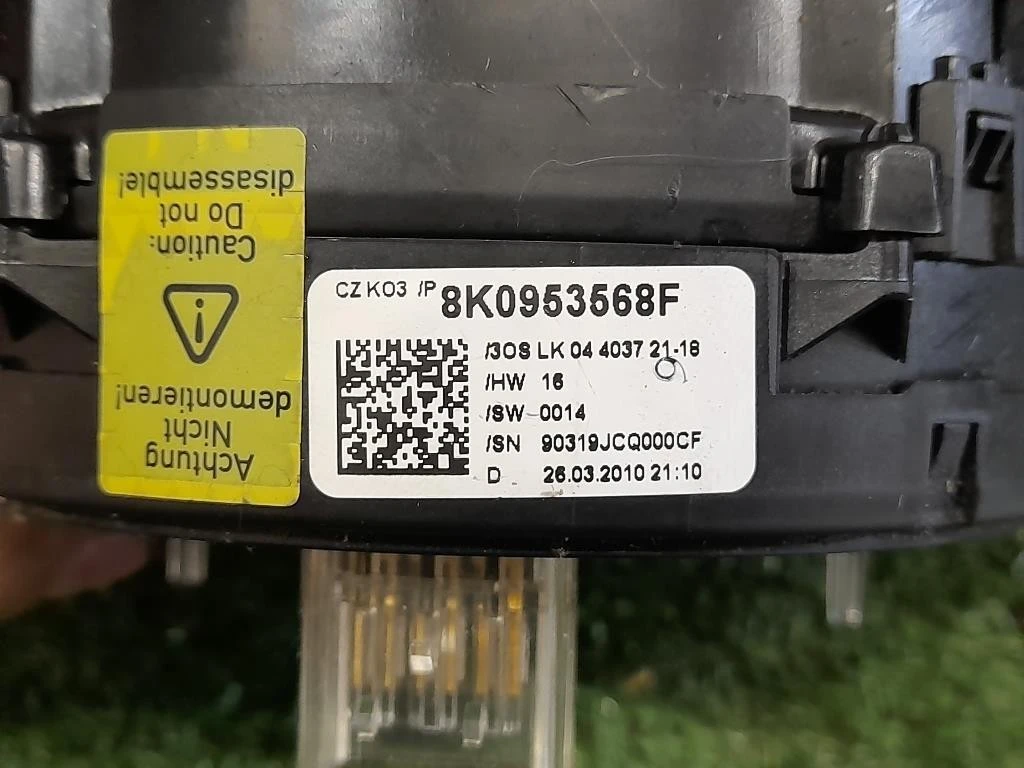 Achtung
Nicht
demontieren!
Caution:
Do not
disassemble!
CZ KO3 /P 8K0953568F
/3OS LK 04 4037 21-18
/HW 16
/SW 0014
/SN 90319JCQ000CF
D 26.03.2010 21:10